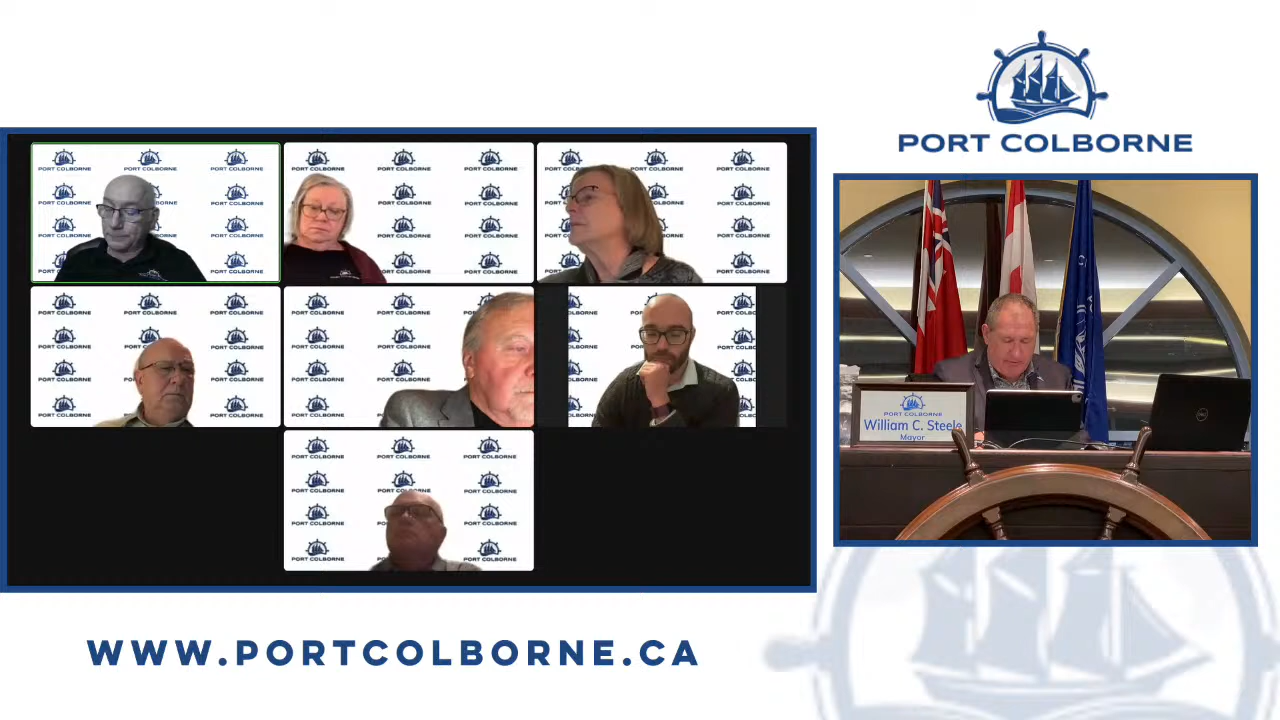 PORT COLBORNE
PORT COLBORNE
William C. Steele
Mayor
WWW.PORTCOLBORNE.CA